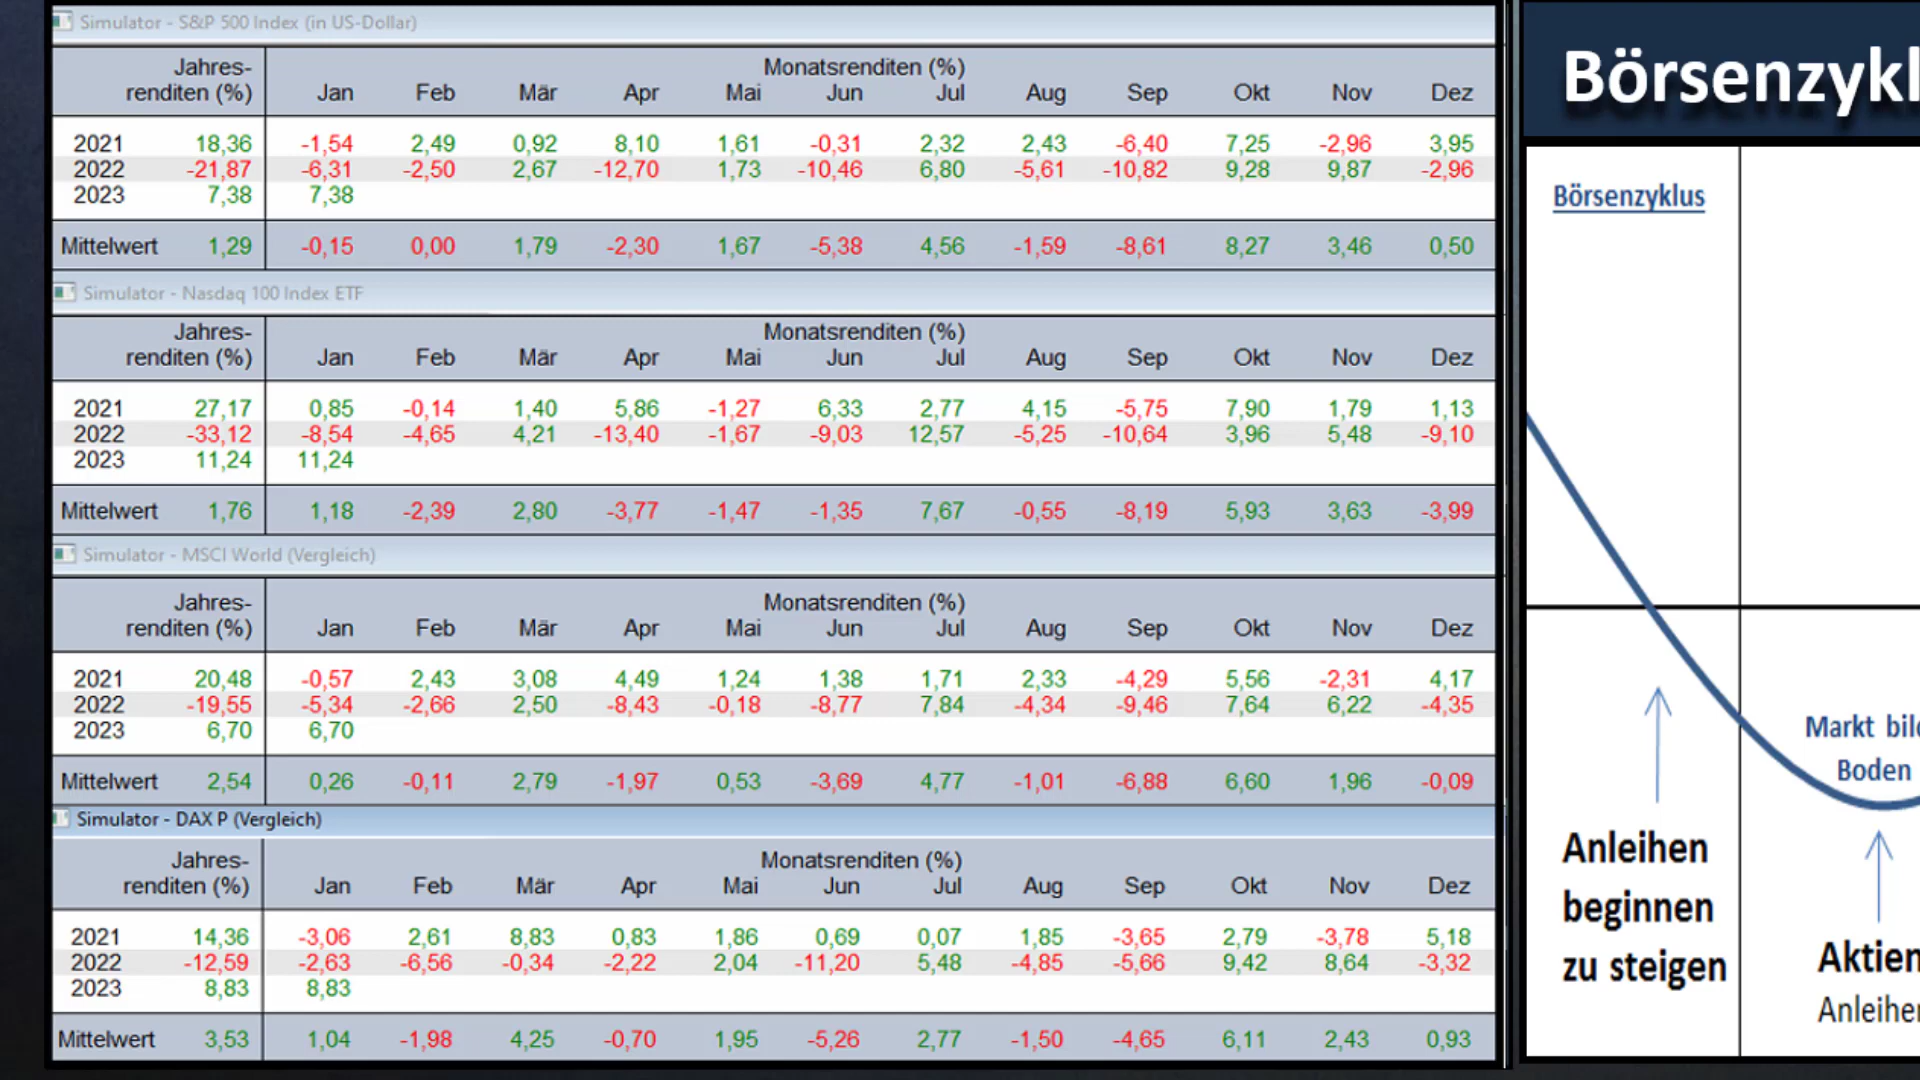 Simulator - S&P 500 Index (in US-Dollar)
Jahres- Monatsrenditen (%)
renditen (%) Jan Feb Mär Apr Mai Jun Jul Aug Sep Okt Nov Dez
2021 18,36 -1,54 2,49 0,92 8,10 1,61 -0,31 2,32 2,43 -6,40 7,25 -2,96 3,95
2022 -21,87 -6,31 -2,50 2,67 -12,70 1,73 -10,46 6,80 -5,61 -10,82 9,28 9,87 -2,96
2023 7,38 7,38
Mittelwert 1,29 -0,15 0,00 1,79 -2,30 1,67 -5,38 4,56 -1,59 -8,61 8,27 3,46 0,50
Simulator - Nasdaq 100 Index ETF
Jahres- Monatsrenditen (%)
renditen (%) Jan Feb Mär Apr Mai Jun Jul Aug Sep Okt Nov Dez
2021 27,17 0,85 -0,14 1,40 5,86 -1,27 6,33 2,77 4,15 -5,75 7,90 1,79 1,13
2022 -33,12 -8,54 -4,65 4,21 -13,40 -1,67 -9,03 12,57 -5,25 -10,64 3,96 5,48 -9,10
2023 11,24 11,24
Mittelwert 1,76 1,18 -2,39 2,80 -3,77 -1,47 -1,35 7,67 -0,55 -8,19 5,93 3,63 -3,99
Simulator - MSCI World (Vergleich)
Jahres- Monatsrenditen (%)
renditen (%) Jan Feb Mär Apr Mai Jun Jul Aug Sep Okt Nov Dez
2021 20,48 -0,57 2,43 3,08 4,49 1,24 1,38 1,71 2,33 -4,29 5,56 -2,31 4,17
2022 -19,55 -5,34 -2,66 2,50 -8,43 -0,18 -8,77 7,84 -4,34 -9,46 7,64 6,22 -4,35
2023 6,70 6,70
Mittelwert 2,54 0,26 -0,11 2,79 -1,97 0,53 -3,69 4,77 -1,01 -6,88 6,60 1,96 -0,09
Simulator - DAX P (Vergleich)
Jahres- Monatsrenditen (%)
renditen (%) Jan Feb Mär Apr Mai Jun Jul Aug Sep Okt Nov Dez
2021 14,36 -3,06 2,61 8,83 0,83 1,86 0,69 0,07 1,85 -3,65 2,79 -3,78 5,18
2022 -12,59 -2,63 -6,56 -0,34 -2,22 2,04 -11,20 5,48 -4,85 -5,66 9,42 8,64 -3,32
2023 8,83 8,83
Mittelwert 3,53 1,04 -1,98 4,25 -0,70 1,95 -5,26 2,77 -1,50 -4,65 6,11 2,43 0,93
Börsenzykl
Börsenzyklus
Markt bil
Boden
Anleihen
beginnen
zu steigen
Aktien
Anleihen